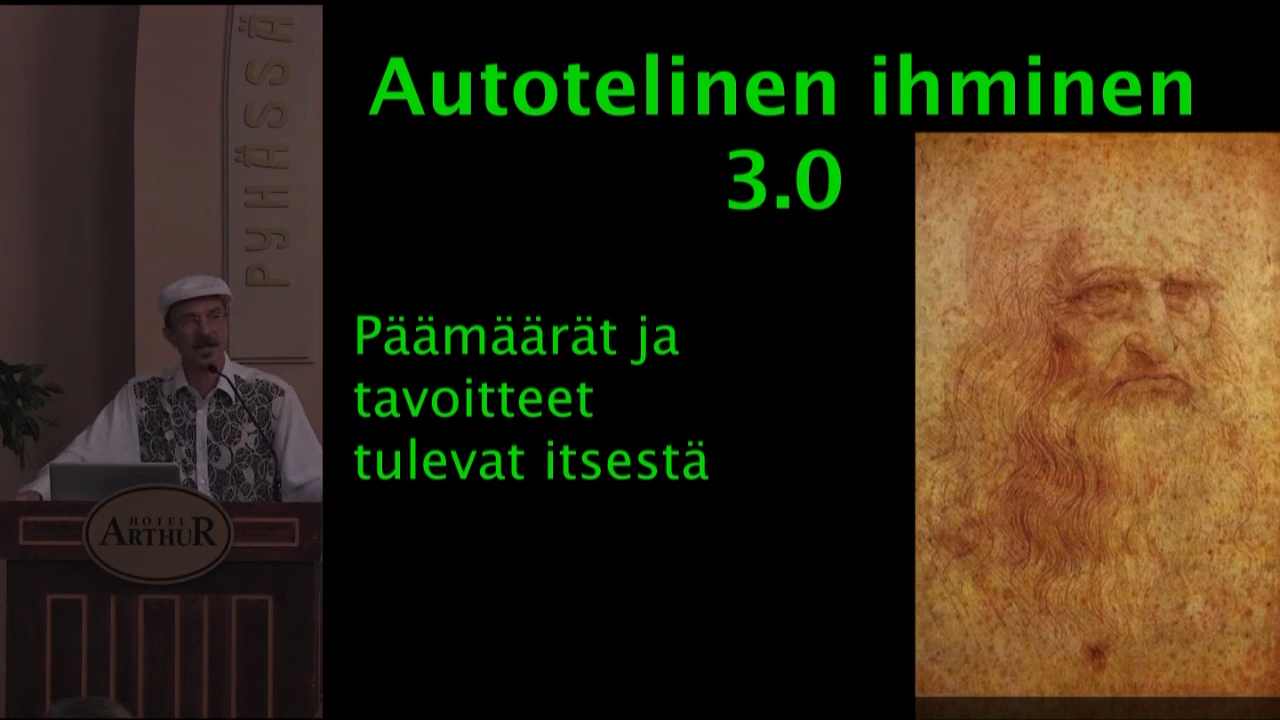 PYHÄSSÄ
Autotelinen ihminen
3.0
Päämäärät ja
tavoitteet
tulevat itsestä
HOTEL
ARTHUR